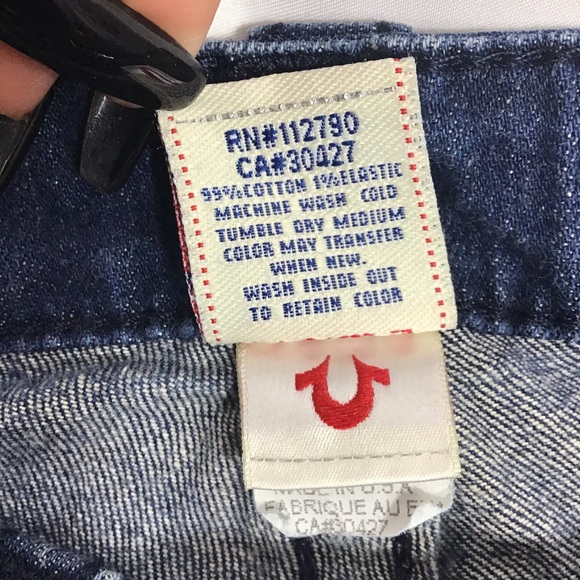 RN#112790
CA#30427
99%COTTON 1%ELASTIC
MACHINE WASH COLD
TUMBLE DRY MEDIUM
COLOR MAY TRANSFER
WHEN NEW.
WASH INSIDE OUT
TO RETAIN COLOR
MADE IN U.S.A
FABRIQUE AU
CA#30427